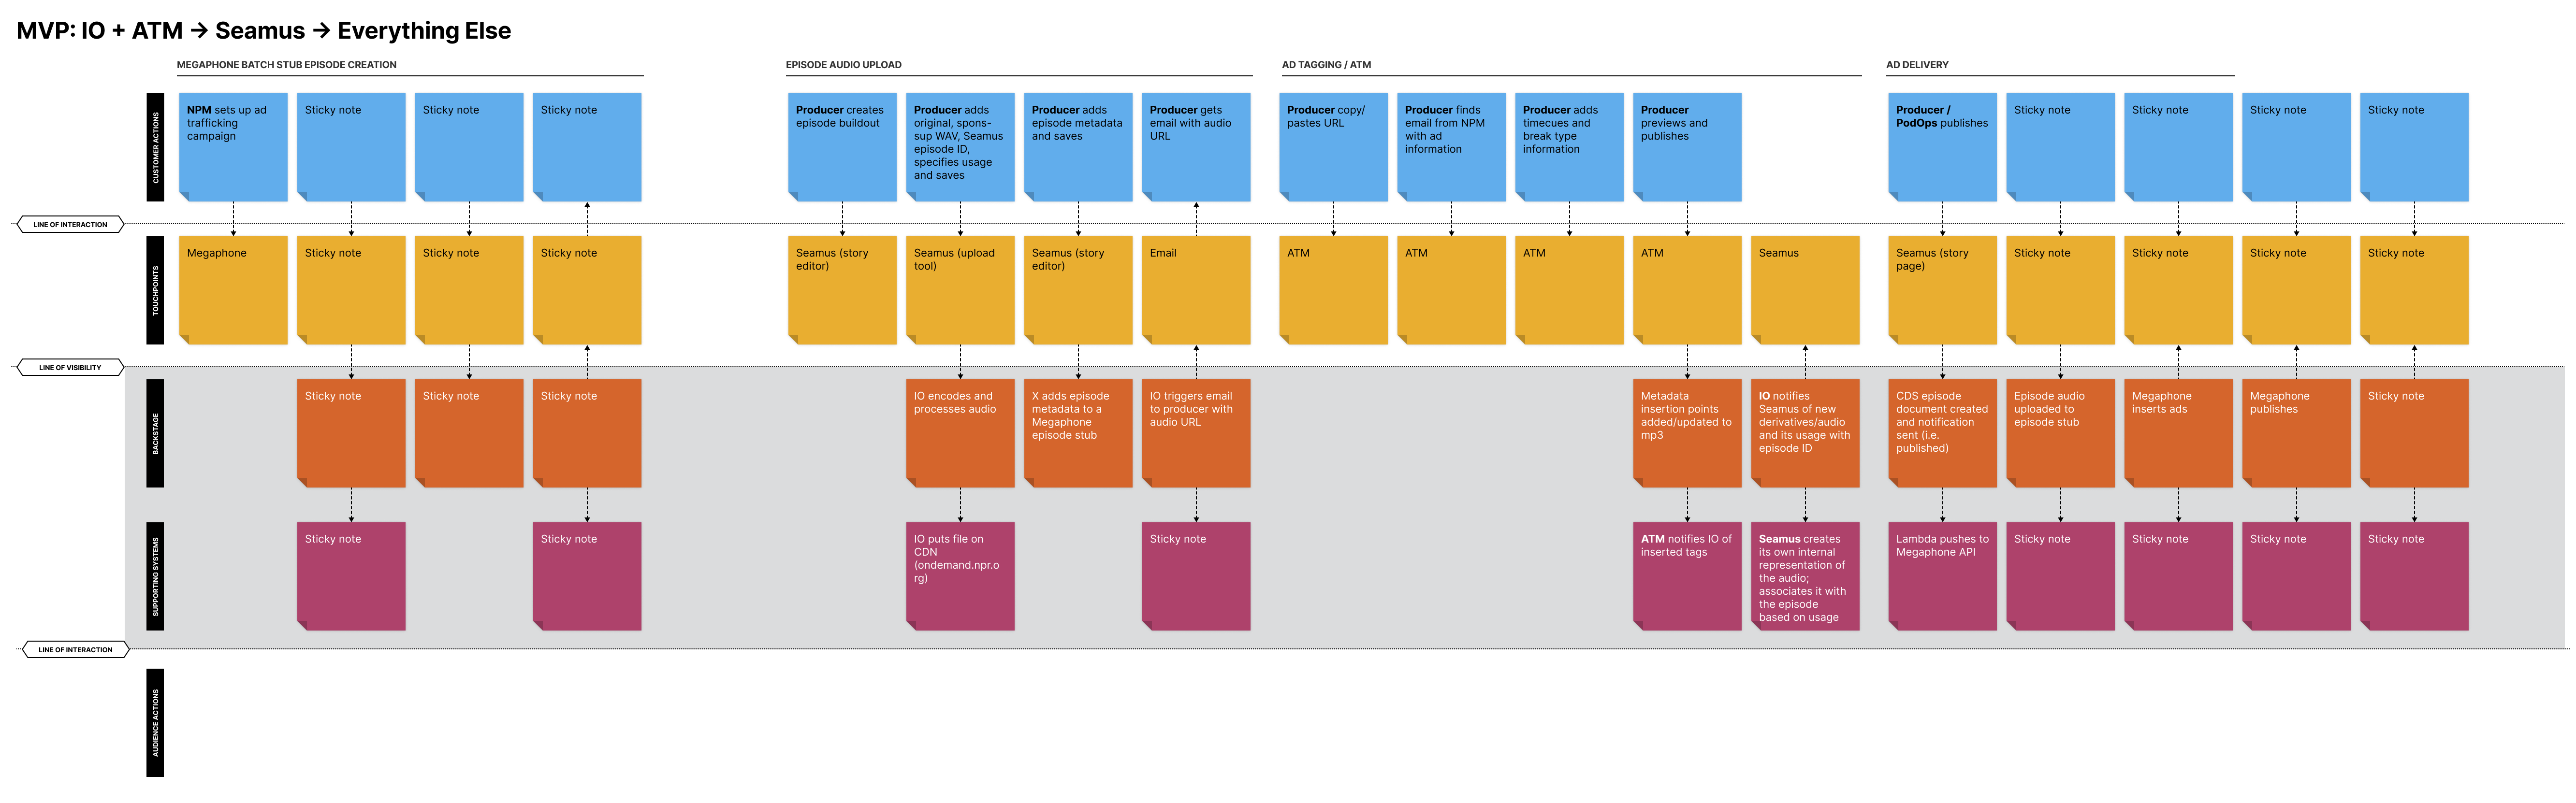 MVP: IO + ATM → Seamus → Everything Else
MEGAPHONE BATCH STUB EPISODE CREATION
EPISODE AUDIO UPLOAD
AD TAGGING / ATM
AD DELIVERY
CUSTOMER ACTIONS
NPM sets up ad
trafficking
campaign
Sticky note
Sticky note
Sticky note
Producer creates
episode buildout
Producer adds
original, spons-
sup WAV, Seamus
episode ID,
specifies usage
and saves
Producer adds
episode metadata
and saves
Producer gets
email with audio
URL
Producer copy/
pastes URL
Producer finds
email from NPM
with ad
information
Producer adds
timecues and
break type
information
Producer
previews and
publishes
Producer /
PodOps publishes
Sticky note
Sticky note
Sticky note
Sticky note
LINE OF INTERACTION
TOUCHPOINTS
Megaphone
Sticky note
Sticky note
Sticky note
Seamus (story
editor)
Seamus (upload
tool)
Seamus (story
editor)
Email
ATM
ATM
ATM
ATM
Seamus
Seamus (story
page)
Sticky note
Sticky note
Sticky note
Sticky note
LINE OF VISIBILITY
BACKSTAGE
Sticky note
Sticky note
Sticky note
IO encodes and
processes audio
X adds episode
metadata to a
Megaphone
episode stub
IO triggers email
to producer with
audio URL
Metadata
insertion points
added/updated to
mp3
IO notifies
Seamus of new
derivatives/audio
and its usage with
episode ID
CDS episode
document created
and notification
sent (i.e.
published)
Episode audio
uploaded to
episode stub
Megaphone
inserts ads
Megaphone
publishes
Sticky note
SUPPORTING SYSTEMS
Sticky note
Sticky note
IO puts file on
CDN
(ondemand.npr.o
rg)
Sticky note
ATM notifies IO of
inserted tags
Seamus creates
its own internal
representation of
the audio;
associates it with
the episode
based on usage
Lambda pushes to
Megaphone API
Sticky note
Sticky note
Sticky note
Sticky note
LINE OF INTERACTION
AUDIENCE ACTIONS